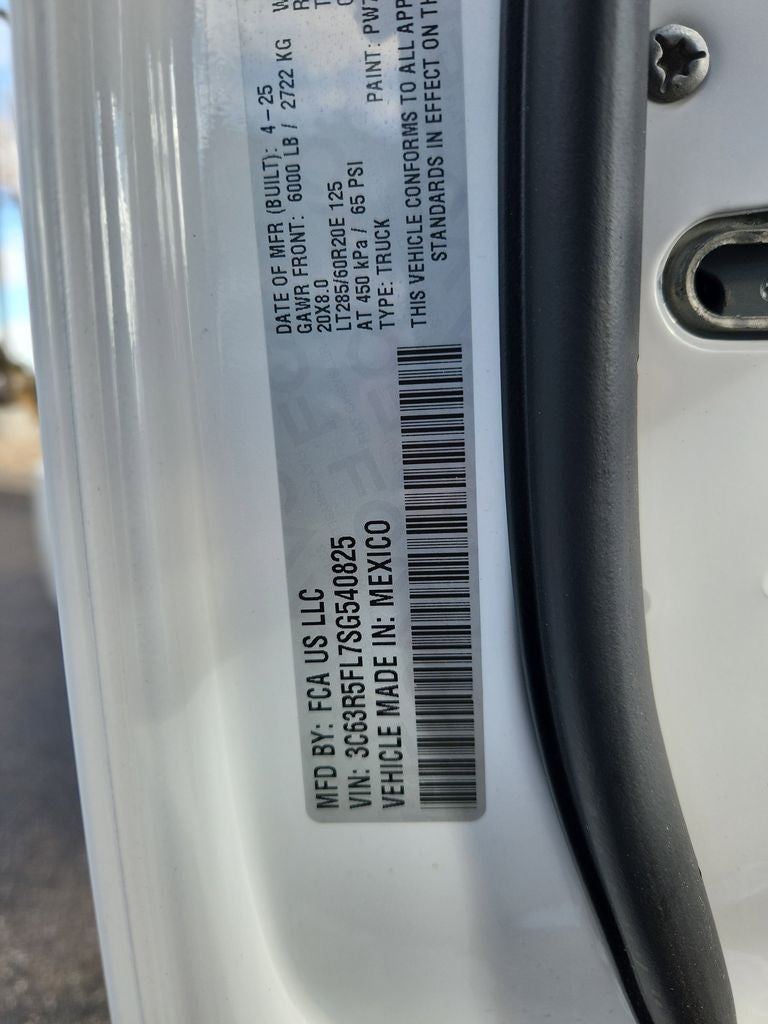 MFD BY: FCA US LLC
VIN: 3C63R5FL7SG540825
VEHICLE MADE IN: MEXICO
DATE OF MFR (BUILT): 4-25
GAWR FRONT: 6000 LB / 2722 KG
20X8.0
LT285/60R20E 125
AT 450 kPa / 65 PSI
TYPE: TRUCK PAINT: PW7
THIS VEHICLE CONFORMS TO ALL APP
STANDARDS IN EFFECT ON TH